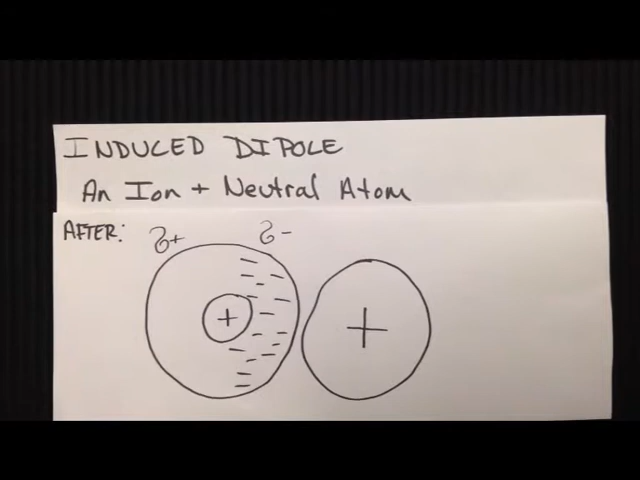 INDUCED DIPOLE
An Ion + Neutral Atom
AFTER: δ+ δ-
+ +